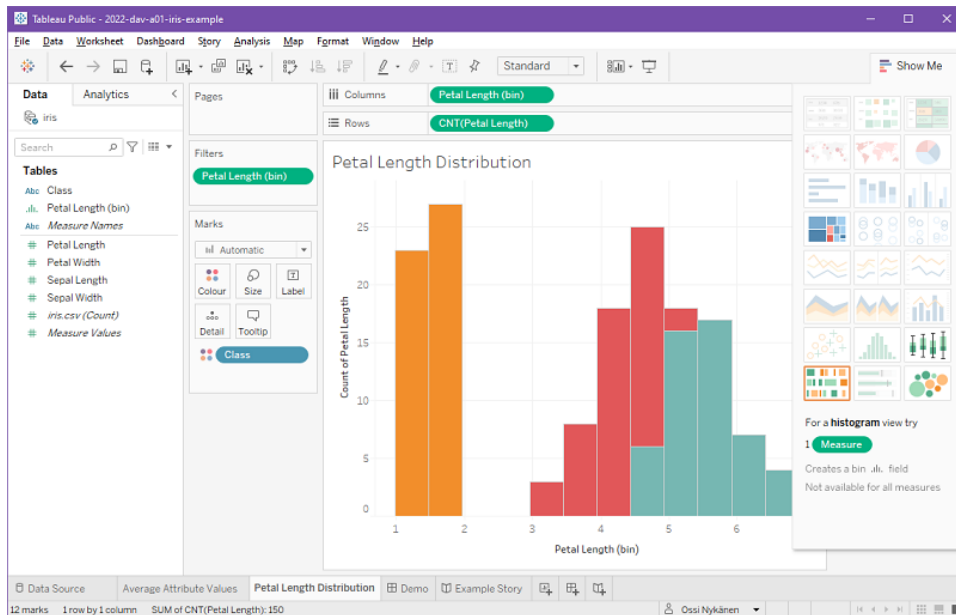 Tableau Public - 2022-dav-a01-iris-example
File Data Worksheet Dashboard Story Analysis Map Format Window Help
Standard
Show Me
Data Analytics
iris
Search
Tables
Abc Class
Petal Length (bin)
Abc Measure Names
# Petal Length
# Petal Width
# Sepal Length
# Sepal Width
# iris.csv (Count)
# Measure Values
Pages
Filters
Petal Length (bin)
Marks
Automatic
Colour Size Label
Detail Tooltip
Class
Columns Petal Length (bin)
Rows CNT(Petal Length)
Petal Length Distribution
Count of Petal Length
25
20
15
10
5
0
1 2 3 4 5 6
Petal Length (bin)
For a histogram view try
1 Measure
Creates a bin field
Not available for all measures
Data Source Average Attribute Values Petal Length Distribution Demo Example Story
12 marks 1 row by 1 column SUM of CNT(Petal Length): 150 Ossi Nykänen